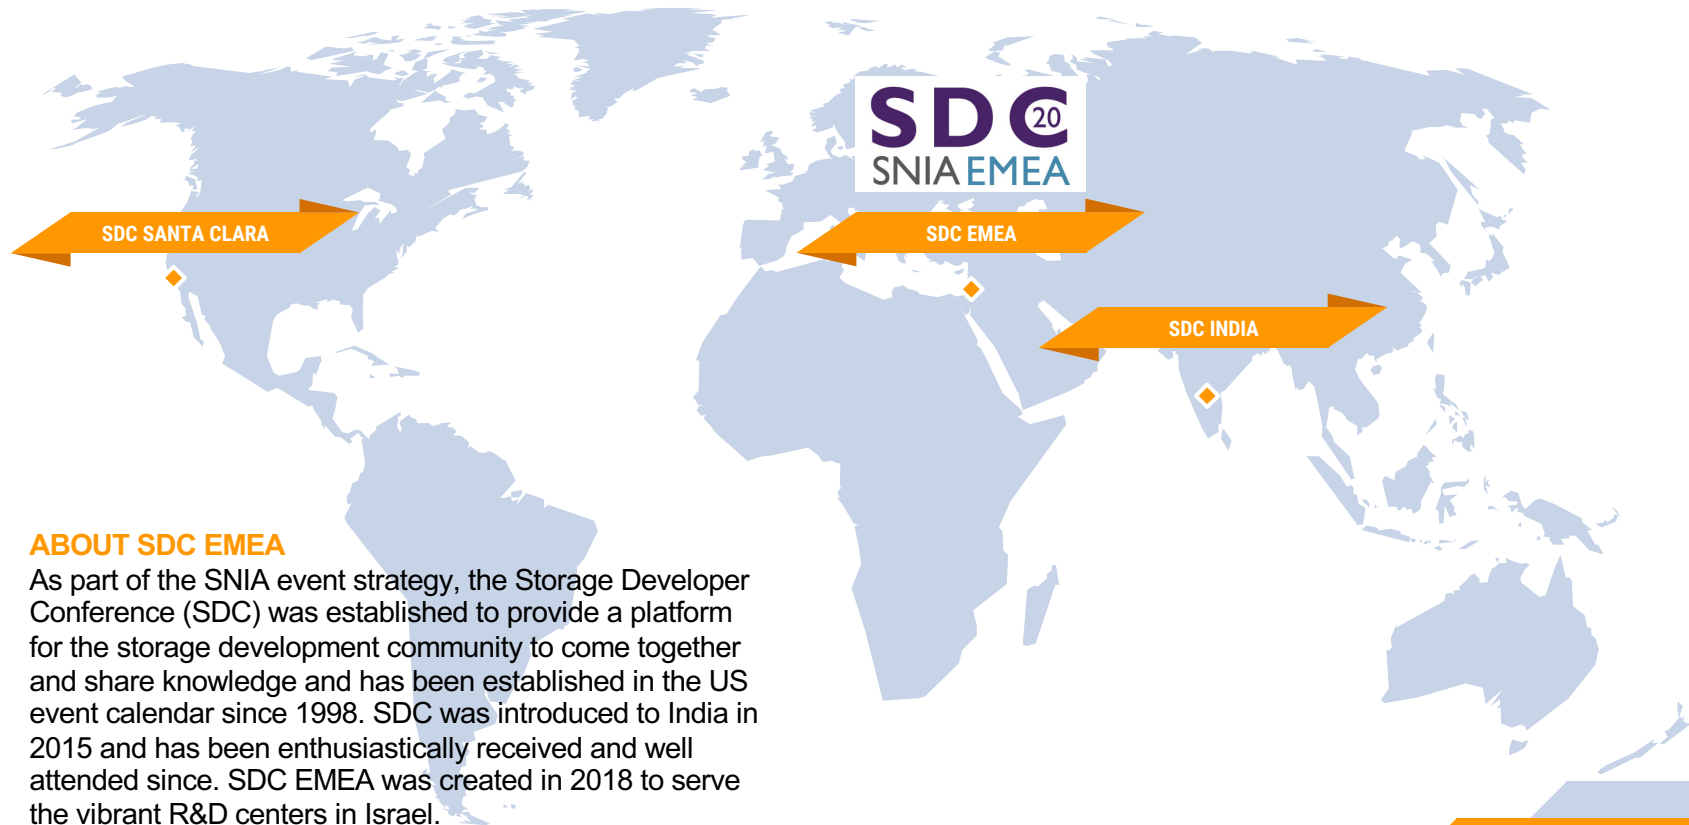 SDC 20
SNIA EMEA
SDC SANTA CLARA
SDC EMEA
SDC INDIA
ABOUT SDC EMEA
As part of the SNIA event strategy, the Storage Developer
Conference (SDC) was established to provide a platform
for the storage development community to come together
and share knowledge and has been established in the US
event calendar since 1998. SDC was introduced to India in
2015 and has been enthusiastically received and well
attended since. SDC EMEA was created in 2018 to serve
the vibrant R&D centers in Israel.